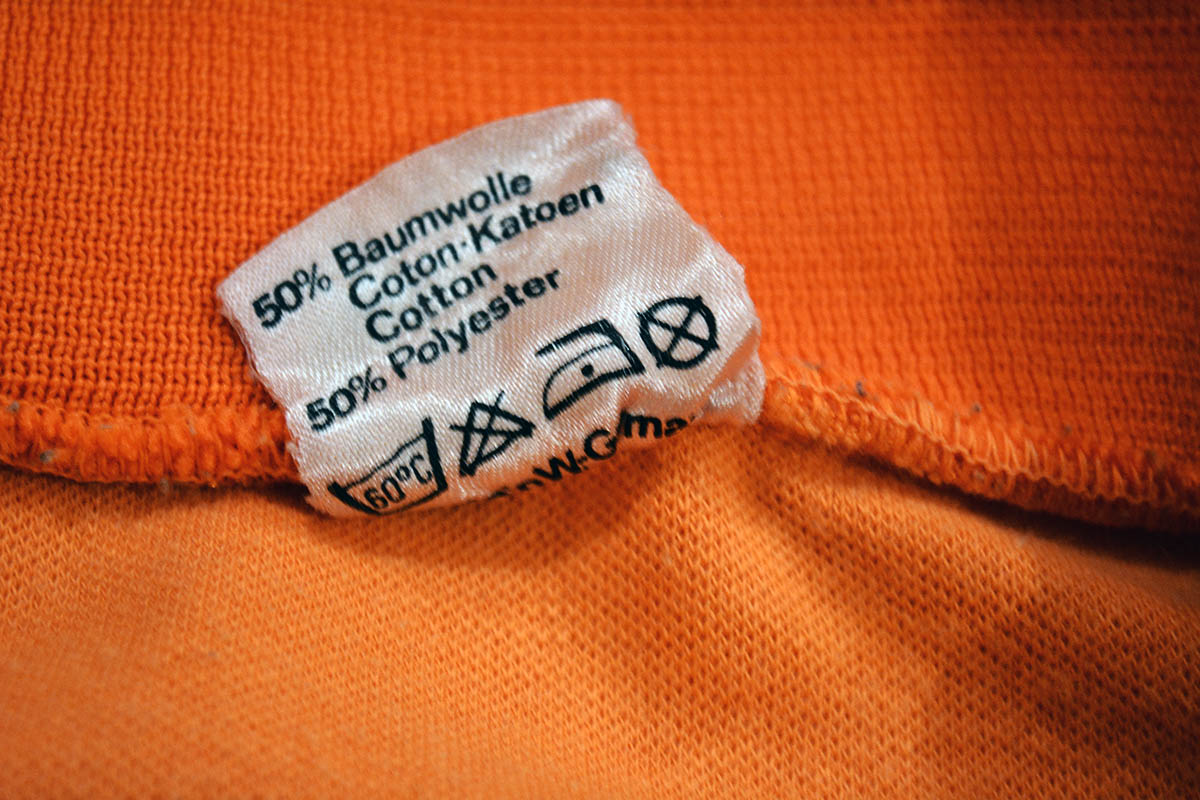 50% Baumwolle
Coton·Katoen
Cotton
50% Polyester
60°C
W.G